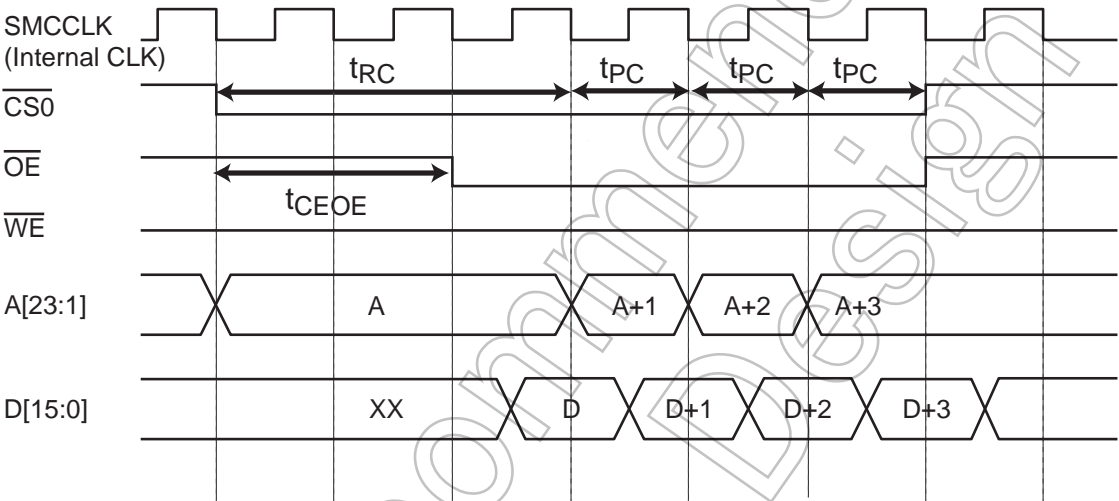 SMCCLK
(Internal CLK)
tRC tPC tPC tPC
CS0
OE
tCEOE
WE
A[23:1] A A+1 A+2 A+3
D[15:0] XX D D+1 D+2 D+3
Design